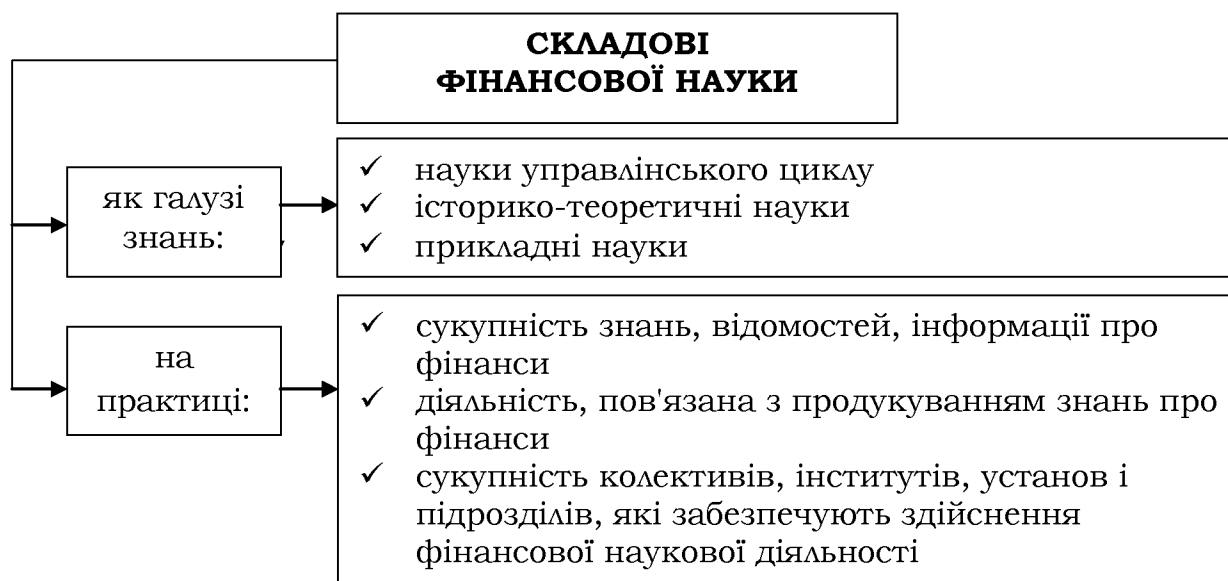 СКЛАДОВІ
ФІНАНСОВОЇ НАУКИ
як галузі
знань:
✓ науки управлінського циклу
✓ історико-теоретичні науки
✓ прикладні науки
на
практиці:
✓ сукупність знань, відомостей, інформації про
фінанси
✓ діяльність, пов'язана з продукуванням знань про
фінанси
✓ сукупність колективів, інститутів, установ і
підрозділів, які забезпечують здійснення
фінансової наукової діяльності